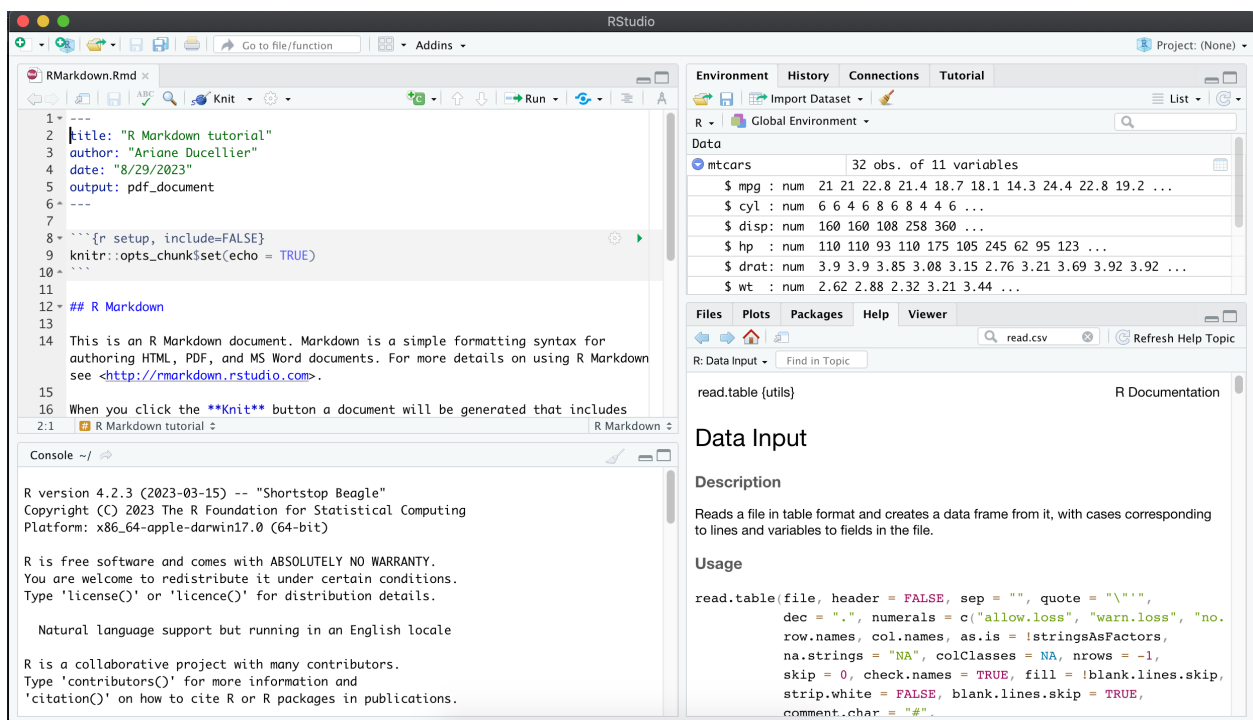 RStudio
Go to file/function
Addins
Project: (None)
RMarkdown.Rmd
ABC
Knit
Run
1 ---
2 title: "R Markdown tutorial"
3 author: "Ariane Ducellier"
4 date: "8/29/2023"
5 output: pdf_document
6 ---
7
8 ```{r setup, include=FALSE}
9 knitr::opts_chunk$set(echo = TRUE)
10 ```
11
12 ## R Markdown
13
14 This is an R Markdown document. Markdown is a simple formatting syntax for
authoring HTML, PDF, and MS Word documents. For more details on using R Markdown
see <http://rmarkdown.rstudio.com>.
15
16 When you click the **Knit** button a document will be generated that includes
2:1 # R Markdown tutorial R Markdown
Console ~/
R version 4.2.3 (2023-03-15) -- "Shortstop Beagle"
Copyright (C) 2023 The R Foundation for Statistical Computing
Platform: x86_64-apple-darwin17.0 (64-bit)
R is free software and comes with ABSOLUTELY NO WARRANTY.
You are welcome to redistribute it under certain conditions.
Type 'license()' or 'licence()' for distribution details.
Natural language support but running in an English locale
R is a collaborative project with many contributors.
Type 'contributors()' for more information and
'citation()' on how to cite R or R packages in publications.
Environment History Connections Tutorial
Import Dataset List
R Global Environment
Data
mtcars 32 obs. of 11 variables
$ mpg : num 21 21 22.8 21.4 18.7 18.1 14.3 24.4 22.8 19.2 ...
$ cyl : num 6 6 4 6 8 6 8 4 4 6 ...
$ disp: num 160 160 108 258 360 ...
$ hp : num 110 110 93 110 175 105 245 62 95 123 ...
$ drat: num 3.9 3.9 3.85 3.08 3.15 2.76 3.21 3.69 3.92 3.92 ...
$ wt : num 2.62 2.88 2.32 3.21 3.44 ...
Files Plots Packages Help Viewer
read.csv Refresh Help Topic
R: Data Input Find in Topic
read.table {utils} R Documentation
Data Input
Description
Reads a file in table format and creates a data frame from it, with cases corresponding
to lines and variables to fields in the file.
Usage
read.table(file, header = FALSE, sep = "", quote = "\"'",
dec = ".", numerals = c("allow.loss", "warn.loss", "no.
row.names, col.names, as.is = !stringsAsFactors,
na.strings = "NA", colClasses = NA, nrows = -1,
skip = 0, check.names = TRUE, fill = !blank.lines.skip,
strip.white = FALSE, blank.lines.skip = TRUE,
comment.char = "#",